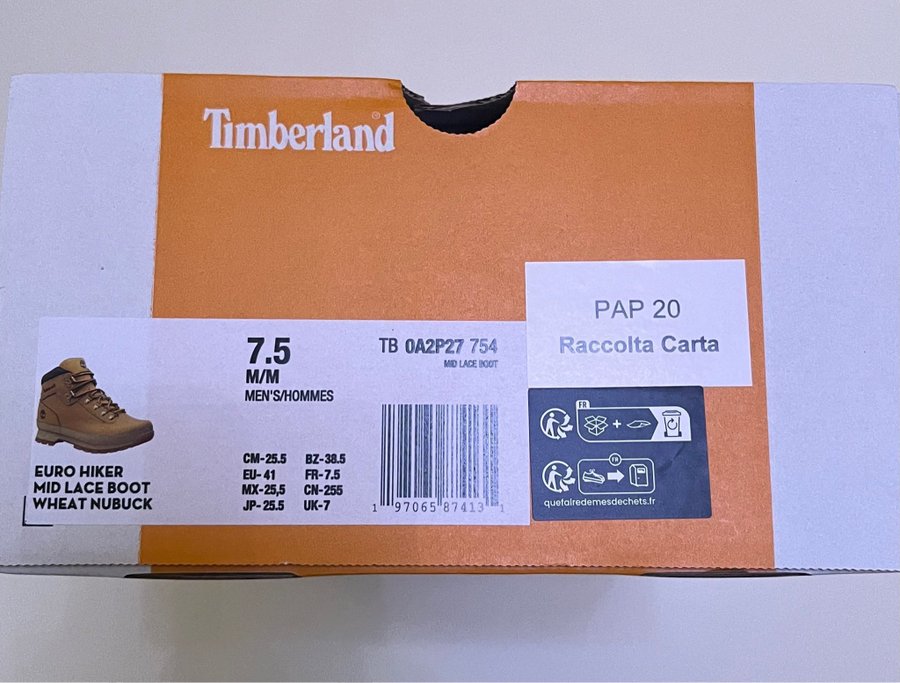 Timberland®
PAP 20
Raccolta Carta
7.5
M/M
MEN'S/HOMMES
TB 0A2P27 754
MID LACE BOOT
CM-25.5 BZ-38.5
EU- 41 FR-7.5
MX-25,5 CN-255
JP-25.5 UK-7
1 97065 87413 1
EURO HIKER
MID LACE BOOT
WHEAT NUBUCK
FR
+
FR
quefairedemesdechets.fr